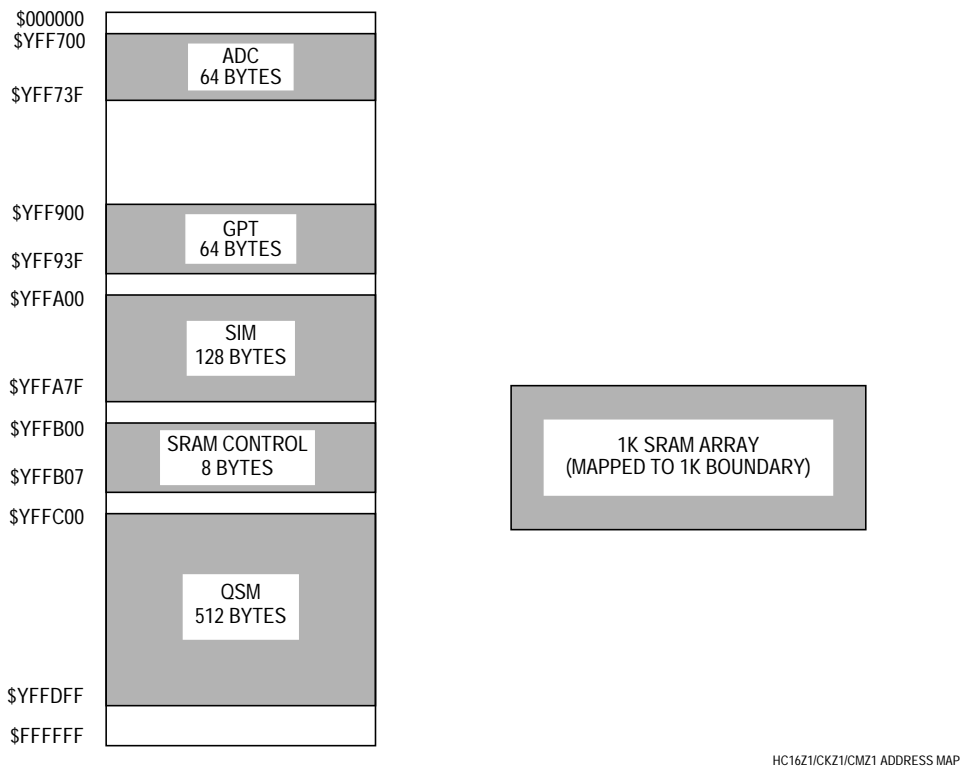 $000000
$YFF700
ADC
64 BYTES
$YFF73F
$YFF900
GPT
64 BYTES
$YFF93F
$YFFA00
SIM
128 BYTES
$YFFA7F
$YFFB00
SRAM CONTROL
8 BYTES
$YFFB07
$YFFC00
QSM
512 BYTES
$YFFDFF
$FFFFFF
1K SRAM ARRAY
(MAPPED TO 1K BOUNDARY)
HC16Z1/CKZ1/CMZ1 ADDRESS MAP